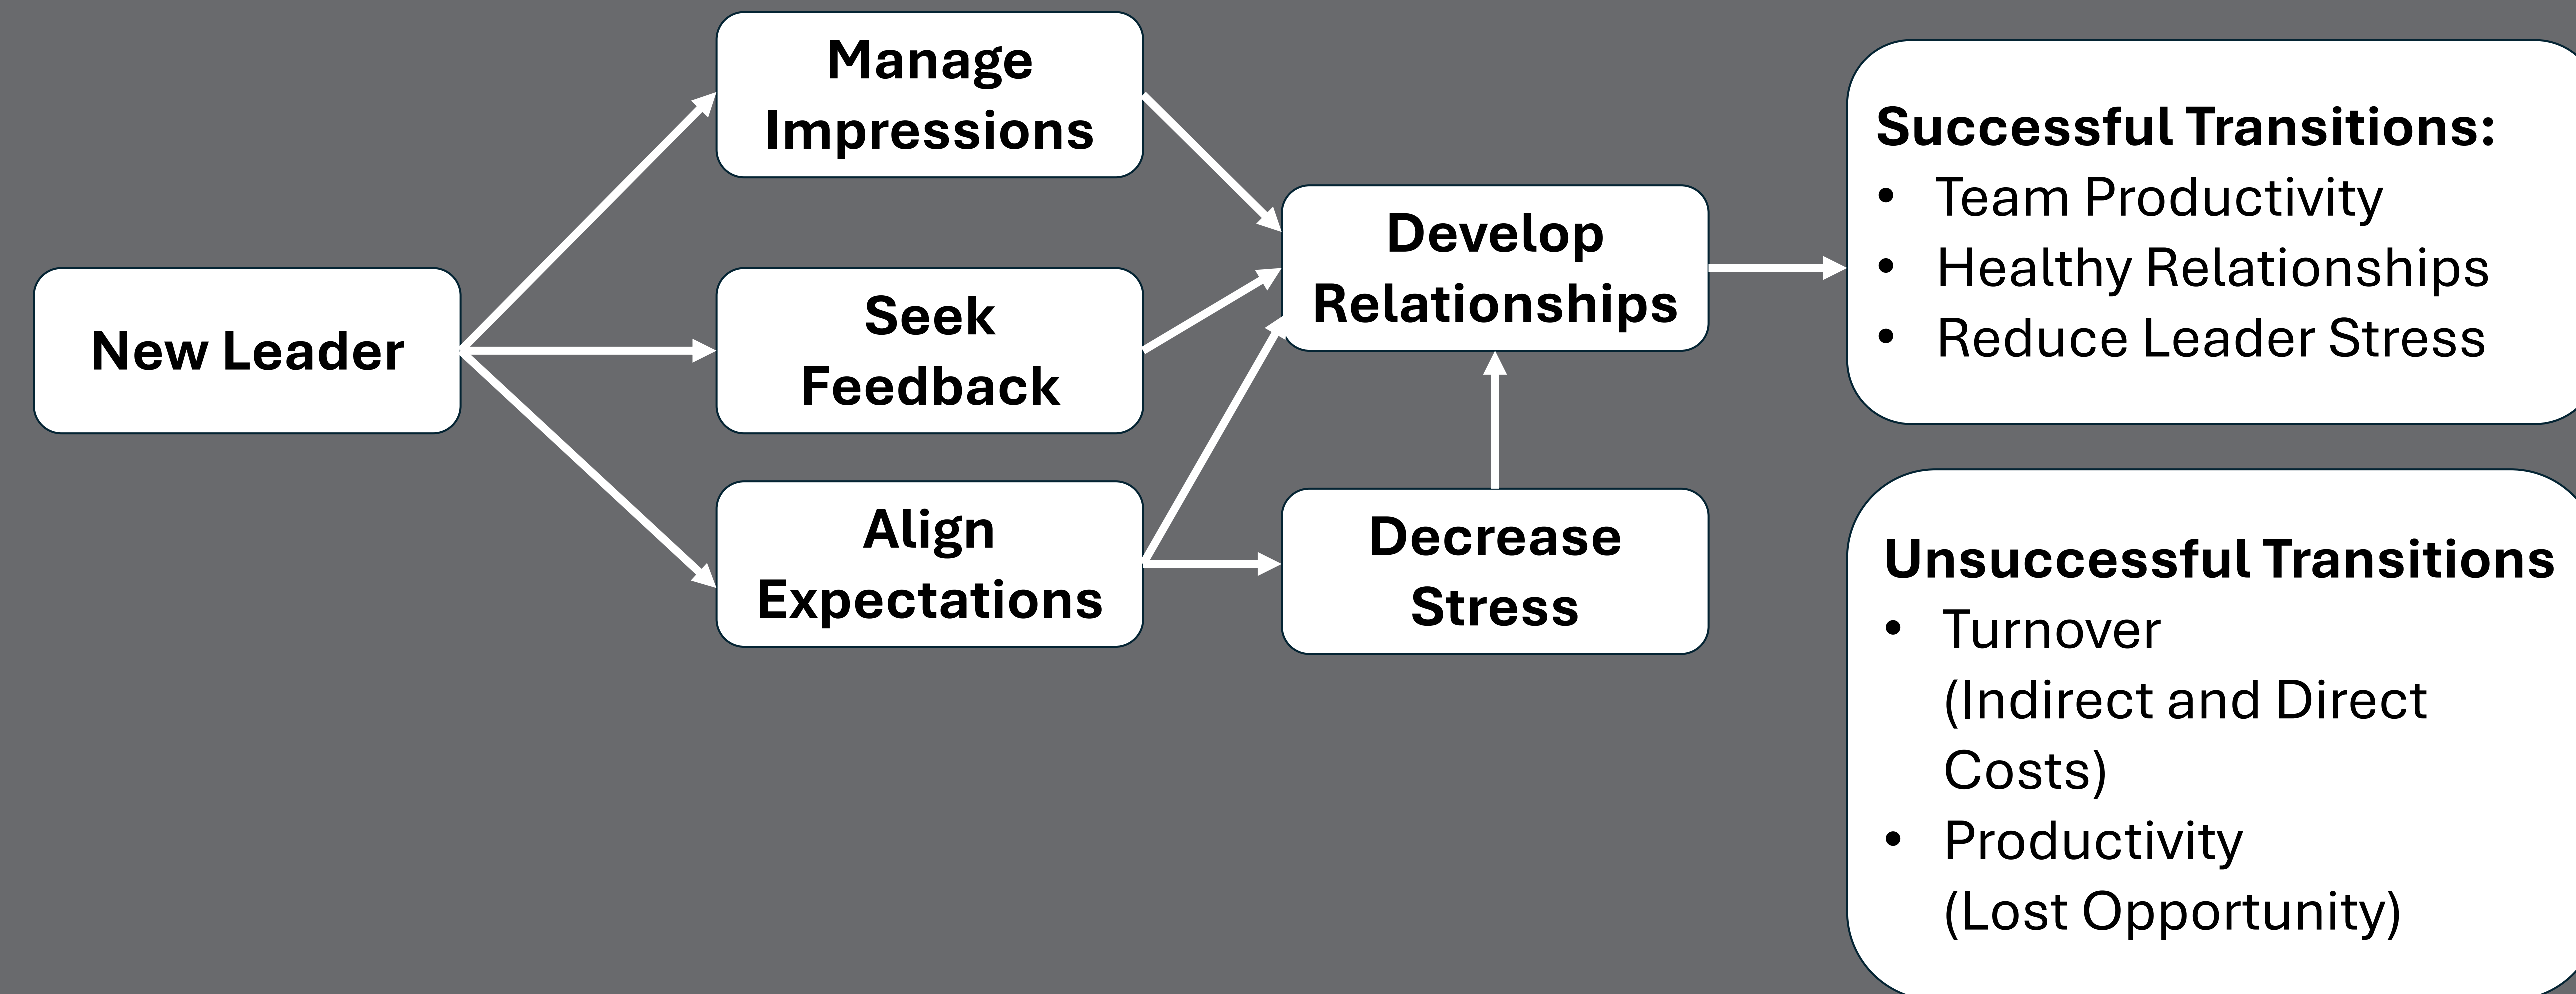 New Leader
Manage
Impressions
Seek
Feedback
Align
Expectations
Develop
Relationships
Decrease
Stress
Successful Transitions:
• Team Productivity
• Healthy Relationships
• Reduce Leader Stress
Unsuccessful Transitions
• Turnover
(Indirect and Direct
Costs)
• Productivity
(Lost Opportunity)